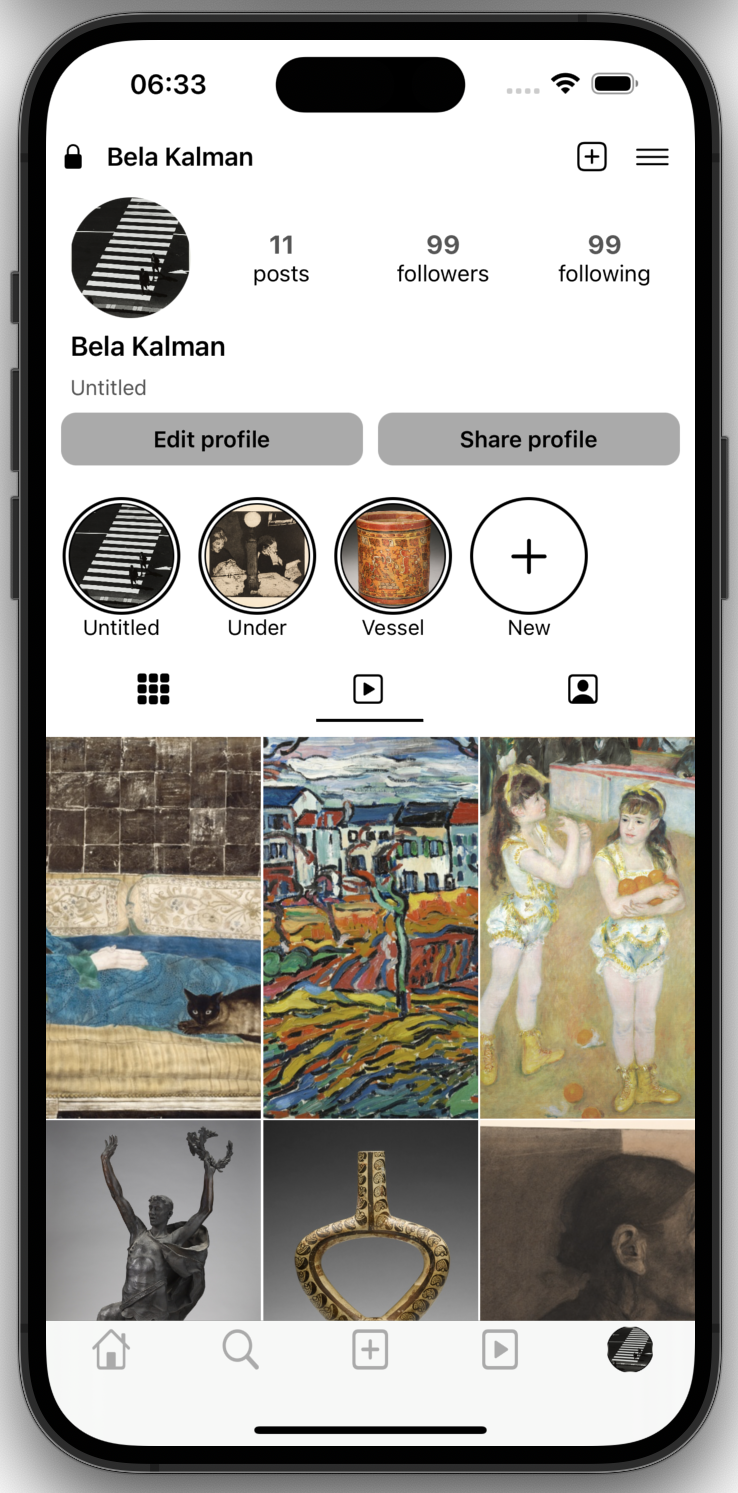 06:33
Bela Kalman
11 99 99
posts followers following
Bela Kalman
Untitled
Edit profile Share profile
Untitled Under Vessel New